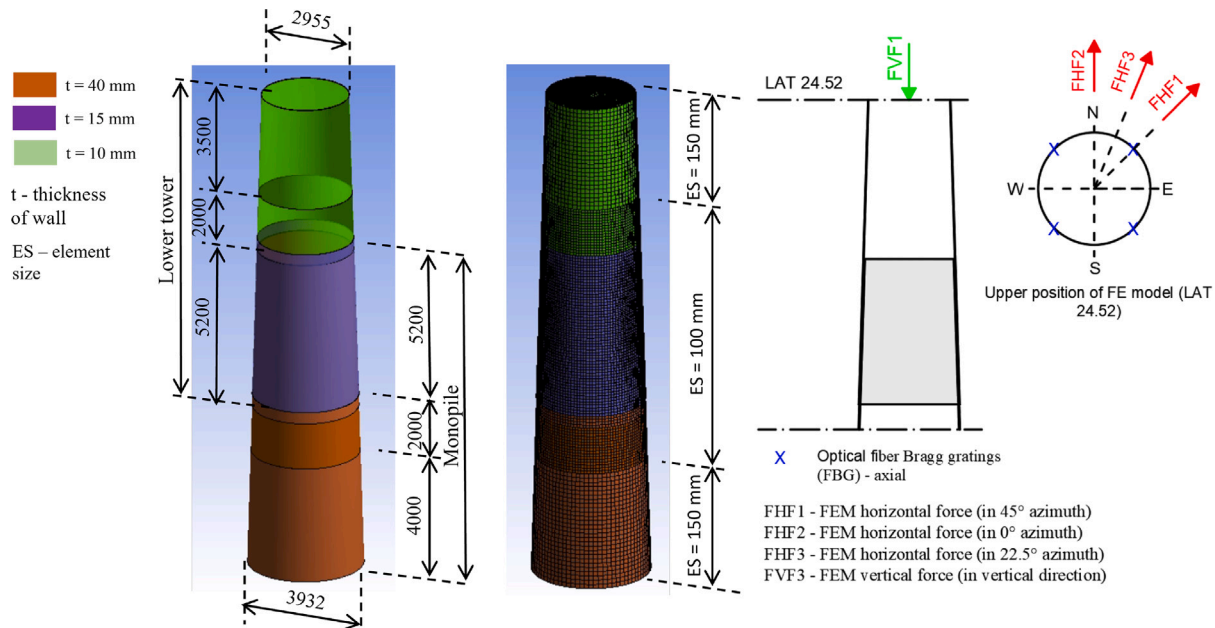 2955
t = 40 mm
t = 15 mm
t = 10 mm
t - thickness
of wall
ES – element
size
Lower tower
3500
2000
5200
5200
2000
4000
Monopile
3932
ES = 150 mm
ES = 100 mm
ES = 150 mm
LAT 24.52
FVF1
FHF2
FHF3
FHF1
N
W
E
S
Upper position of FE model (LAT
24.52)
X Optical fiber Bragg gratings
(FBG) - axial
FHF1 - FEM horizontal force (in 45° azimuth)
FHF2 - FEM horizontal force (in 0° azimuth)
FHF3 - FEM horizontal force (in 22.5° azimuth)
FVF3 - FEM vertical force (in vertical direction)